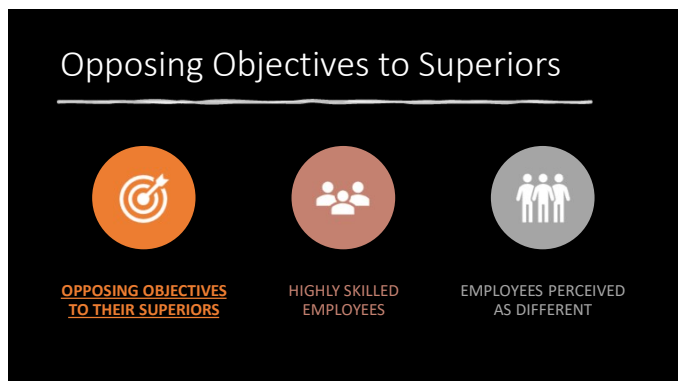 Opposing Objectives to Superiors
OPPOSING OBJECTIVES
TO THEIR SUPERIORS
HIGHLY SKILLED
EMPLOYEES
EMPLOYEES PERCEIVED
AS DIFFERENT